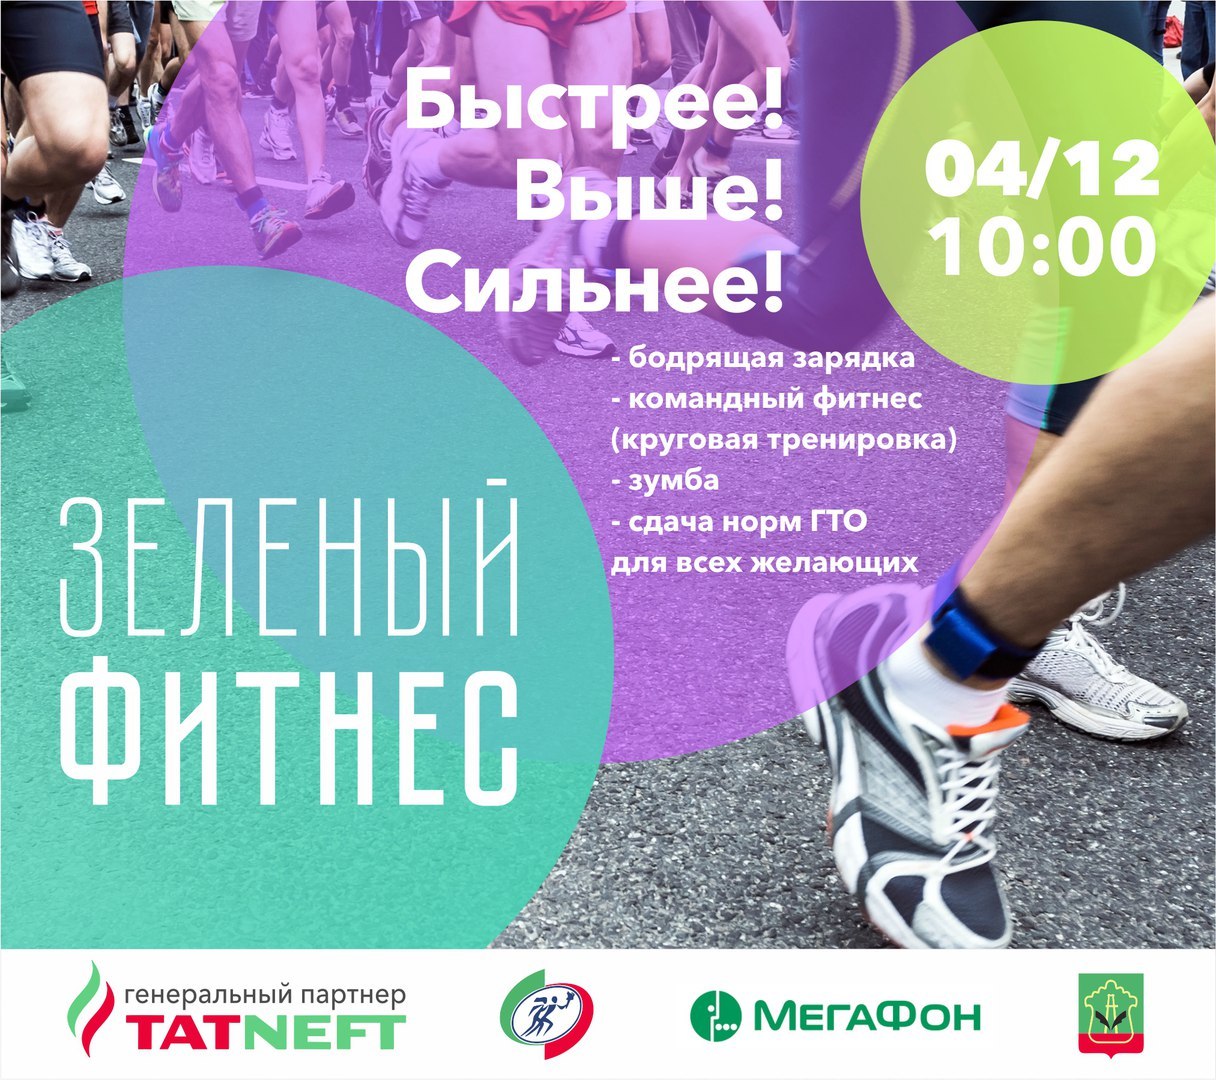 Быстрее!
Выше!
Сильнее!
04/12
10:00
- бодрящая зарядка
- командный фитнес
(круговая тренировка)
- зумба
- сдача норм ГТО
для всех желающих
ЗЕЛЕНЫЙ
ФИТНЕС
генеральный партнер
TATNEFT
МЕГАФОН